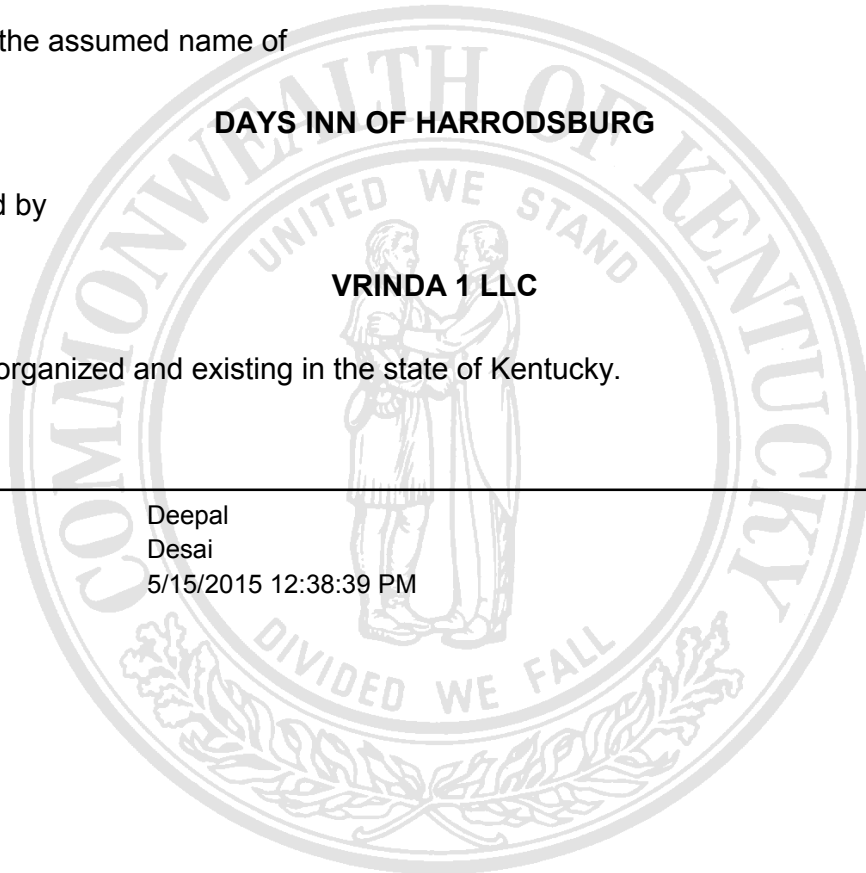 the assumed name of
DAYS INN OF HARRODSBURG
d by
VRINDA 1 LLC
organized and existing in the state of Kentucky.
Deepal
Desai
5/15/2015 12:38:39 PM
COMMONWEALTH OF KENTUCKY
UNITED WE STAND
DIVIDED WE FALL